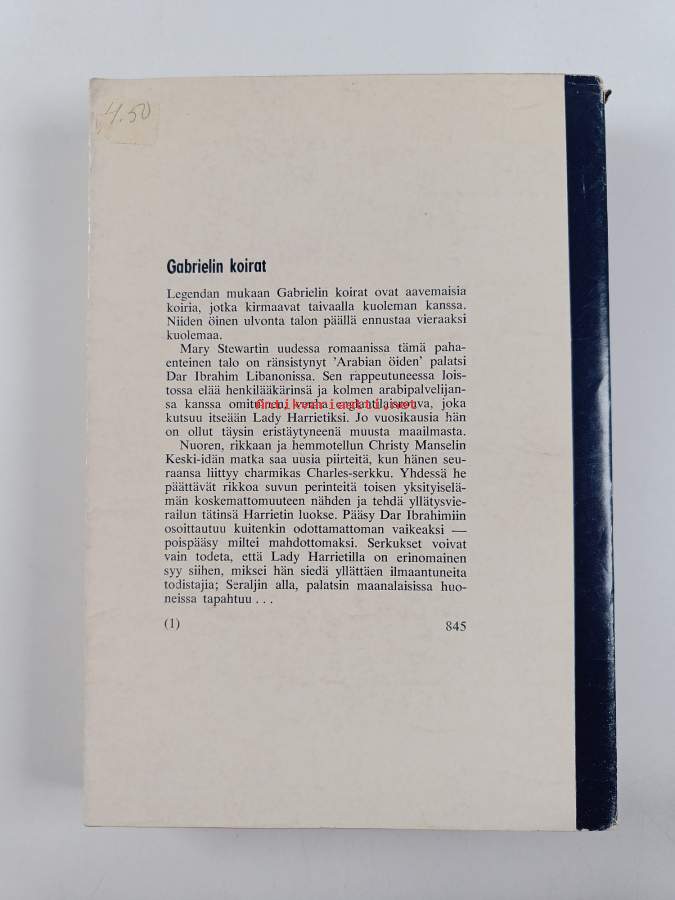 4.50
Gabrielin koirat
Legendan mukaan Gabrielin koirat ovat aavemaisia
koiria, jotka kirmaavat taivaalla kuoleman kanssa.
Niiden öinen ulvonta talon päällä ennustaa vieraaksi
kuolemaa.
Mary Stewartin uudessa romaanissa tämä paha-
enteinen talo on ränsistynyt 'Arabian öiden' palatsi
Dar Ibrahim Libanonissa. Sen rappeutuneessa lois-
tossa elää henkilääkärinsä ja kolmen arabipalvelijan-
sa kanssa omituinen, vanha englantilaisrouva, joka
Antikvariaatti.net
kutsuu itseään Lady Harrietiksi. Jo vuosikausia hän
on ollut täysin eristäytyneenä muusta maailmasta.
Nuoren, rikkaan ja hemmotellun Christy Manselin
Keski-idän matka saa uusia piirteitä, kun hänen seu-
raansa liittyy charmikas Charles-serkku. Yhdessä he
päättävät rikkoa suvun perinteitä toisen yksityiselä-
män koskemattomuuteen nähden ja tehdä yllätysvie-
railun tätinsä Harrietin luokse. Pääsy Dar Ibrahimiin
osoittautuu kuitenkin odottamattoman vaikeaksi —
poispääsy miltei mahdottomaksi. Serkukset voivat
vain todeta, että Lady Harrietilla on erinomainen
syy siihen, miksei hän siedä yllättäen ilmaantuneita
todistajia; Seraljin alla, palatsin maanalaisissa huo-
neissa tapahtuu . . .
(1)
845